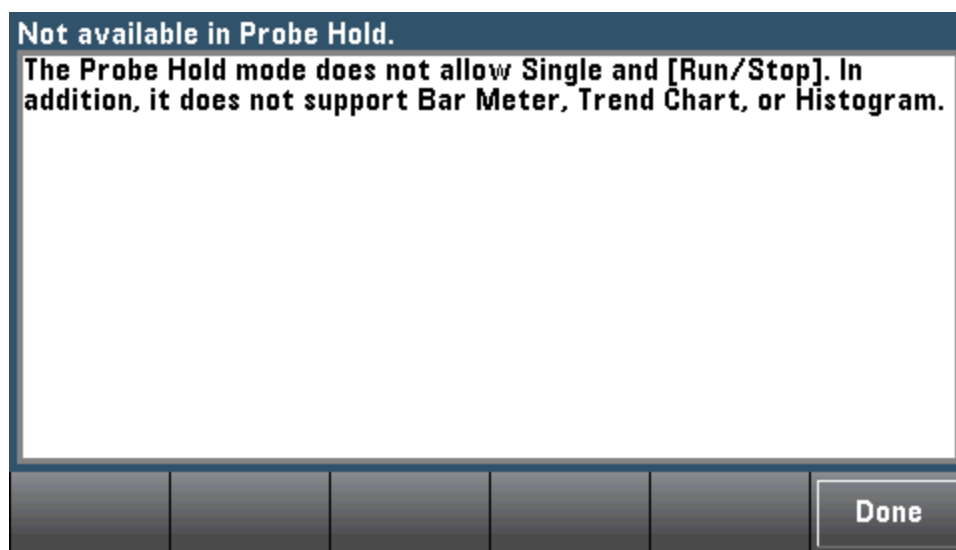 Not available in Probe Hold.
The Probe Hold mode does not allow Single and [Run/Stop]. In
addition, it does not support Bar Meter, Trend Chart, or Histogram.
Done